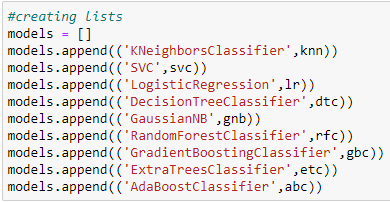 #creating lists
models = []
models.append(('KNeighborsClassifier',knn))
models.append(('SVC',svc))
models.append(('LogisticRegression',lr))
models.append(('DecisionTreeClassifier',dtc))
models.append(('GaussianNB',gnb))
models.append(('RandomForestClassifier',rfc))
models.append(('GradientBoostingClassifier',gbc))
models.append(('ExtraTreesClassifier',etc))
models.append(('AdaBoostClassifier',abc))